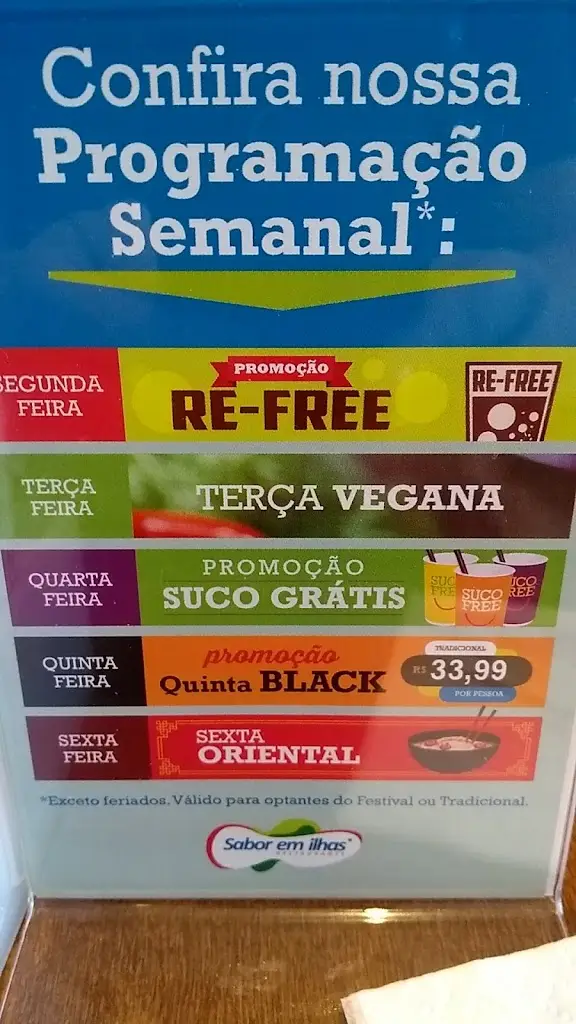 Confira nossa
Programação
Semanal*:
SEGUNDA
FEIRA
PROMOÇÃO
RE-FREE
RE-FREE
TERÇA
FEIRA
TERÇA VEGANA
QUARTA
FEIRA
PROMOÇÃO
SUCO GRÁTIS
SUCO
FREE
QUINTA
FEIRA
promoção
Quinta BLACK
TRADICIONAL
R$ 33,99
POR PESSOA
SEXTA
FEIRA
SEXTA
ORIENTAL
*Exceto feriados. Válido para optantes do Festival ou Tradicional.
Sabor em ilhas
RESTAURANTE